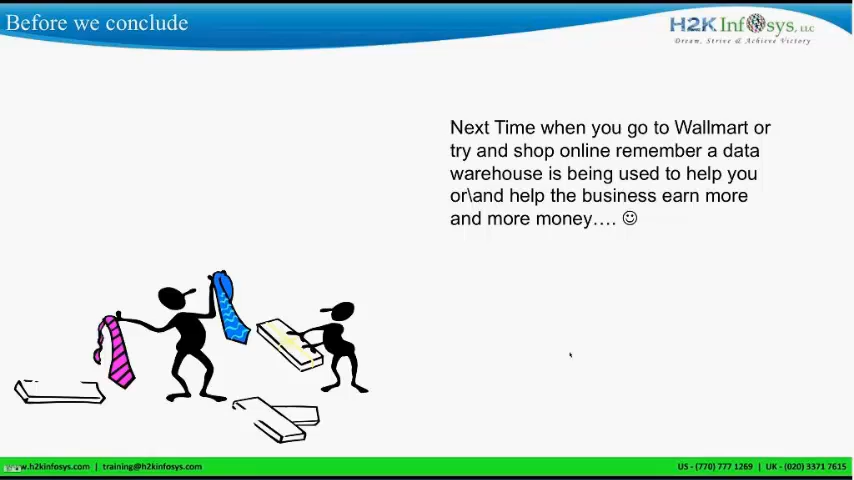 Before we conclude
H2K Infosys, LLC
Dream, Strive & Achieve Victory
Next Time when you go to Wallmart or
try and shop online remember a data
warehouse is being used to help you
or\and help the business earn more
and more money…. ☺
w.h2kinfosys.com | training@h2kinfosys.com
US - (770) 777 1269 | UK - (020) 3371 7615